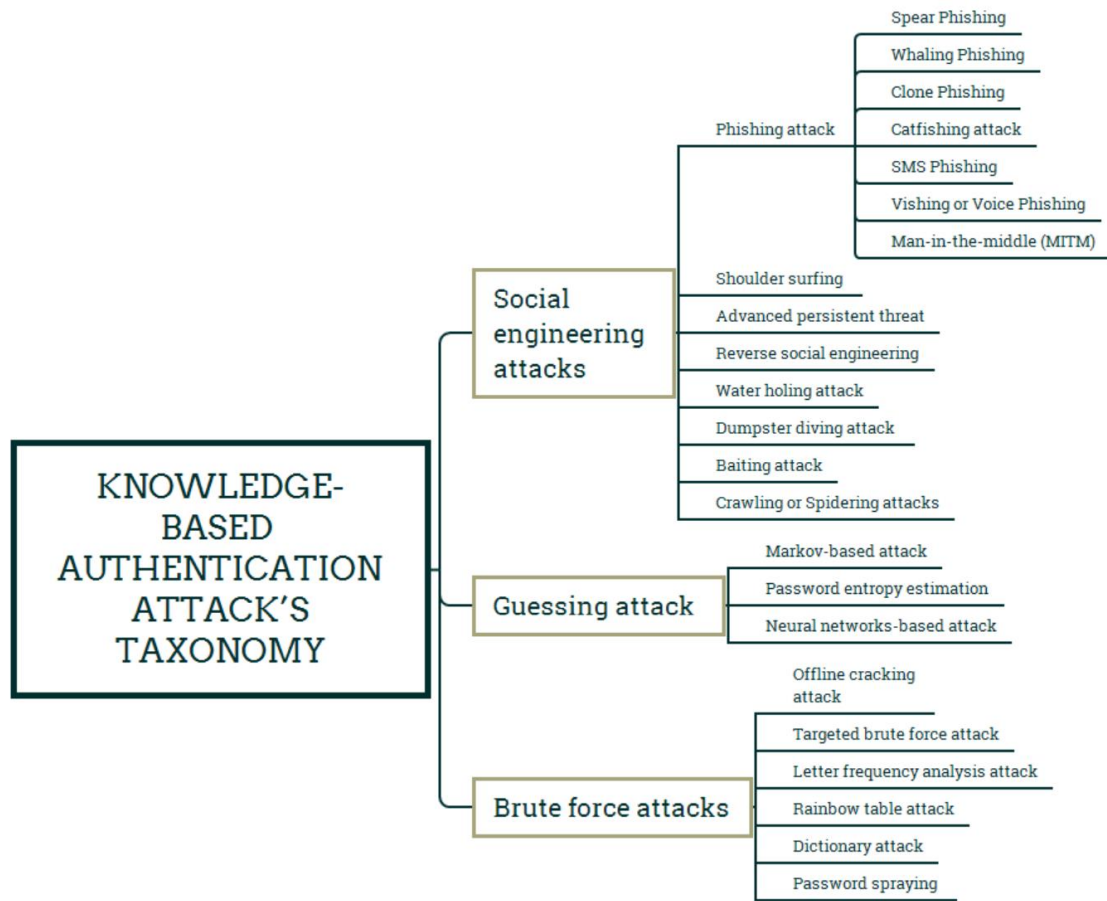 KNOWLEDGE-
BASED
AUTHENTICATION
ATTACK’S
TAXONOMY
Social
engineering
attacks
Phishing attack
Spear Phishing
Whaling Phishing
Clone Phishing
Catfishing attack
SMS Phishing
Vishing or Voice Phishing
Man-in-the-middle (MITM)
Shoulder surfing
Advanced persistent threat
Reverse social engineering
Water holing attack
Dumpster diving attack
Baiting attack
Crawling or Spidering attacks
Guessing attack
Markov-based attack
Password entropy estimation
Neural networks-based attack
Brute force attacks
Offline cracking
attack
Targeted brute force attack
Letter frequency analysis attack
Rainbow table attack
Dictionary attack
Password spraying